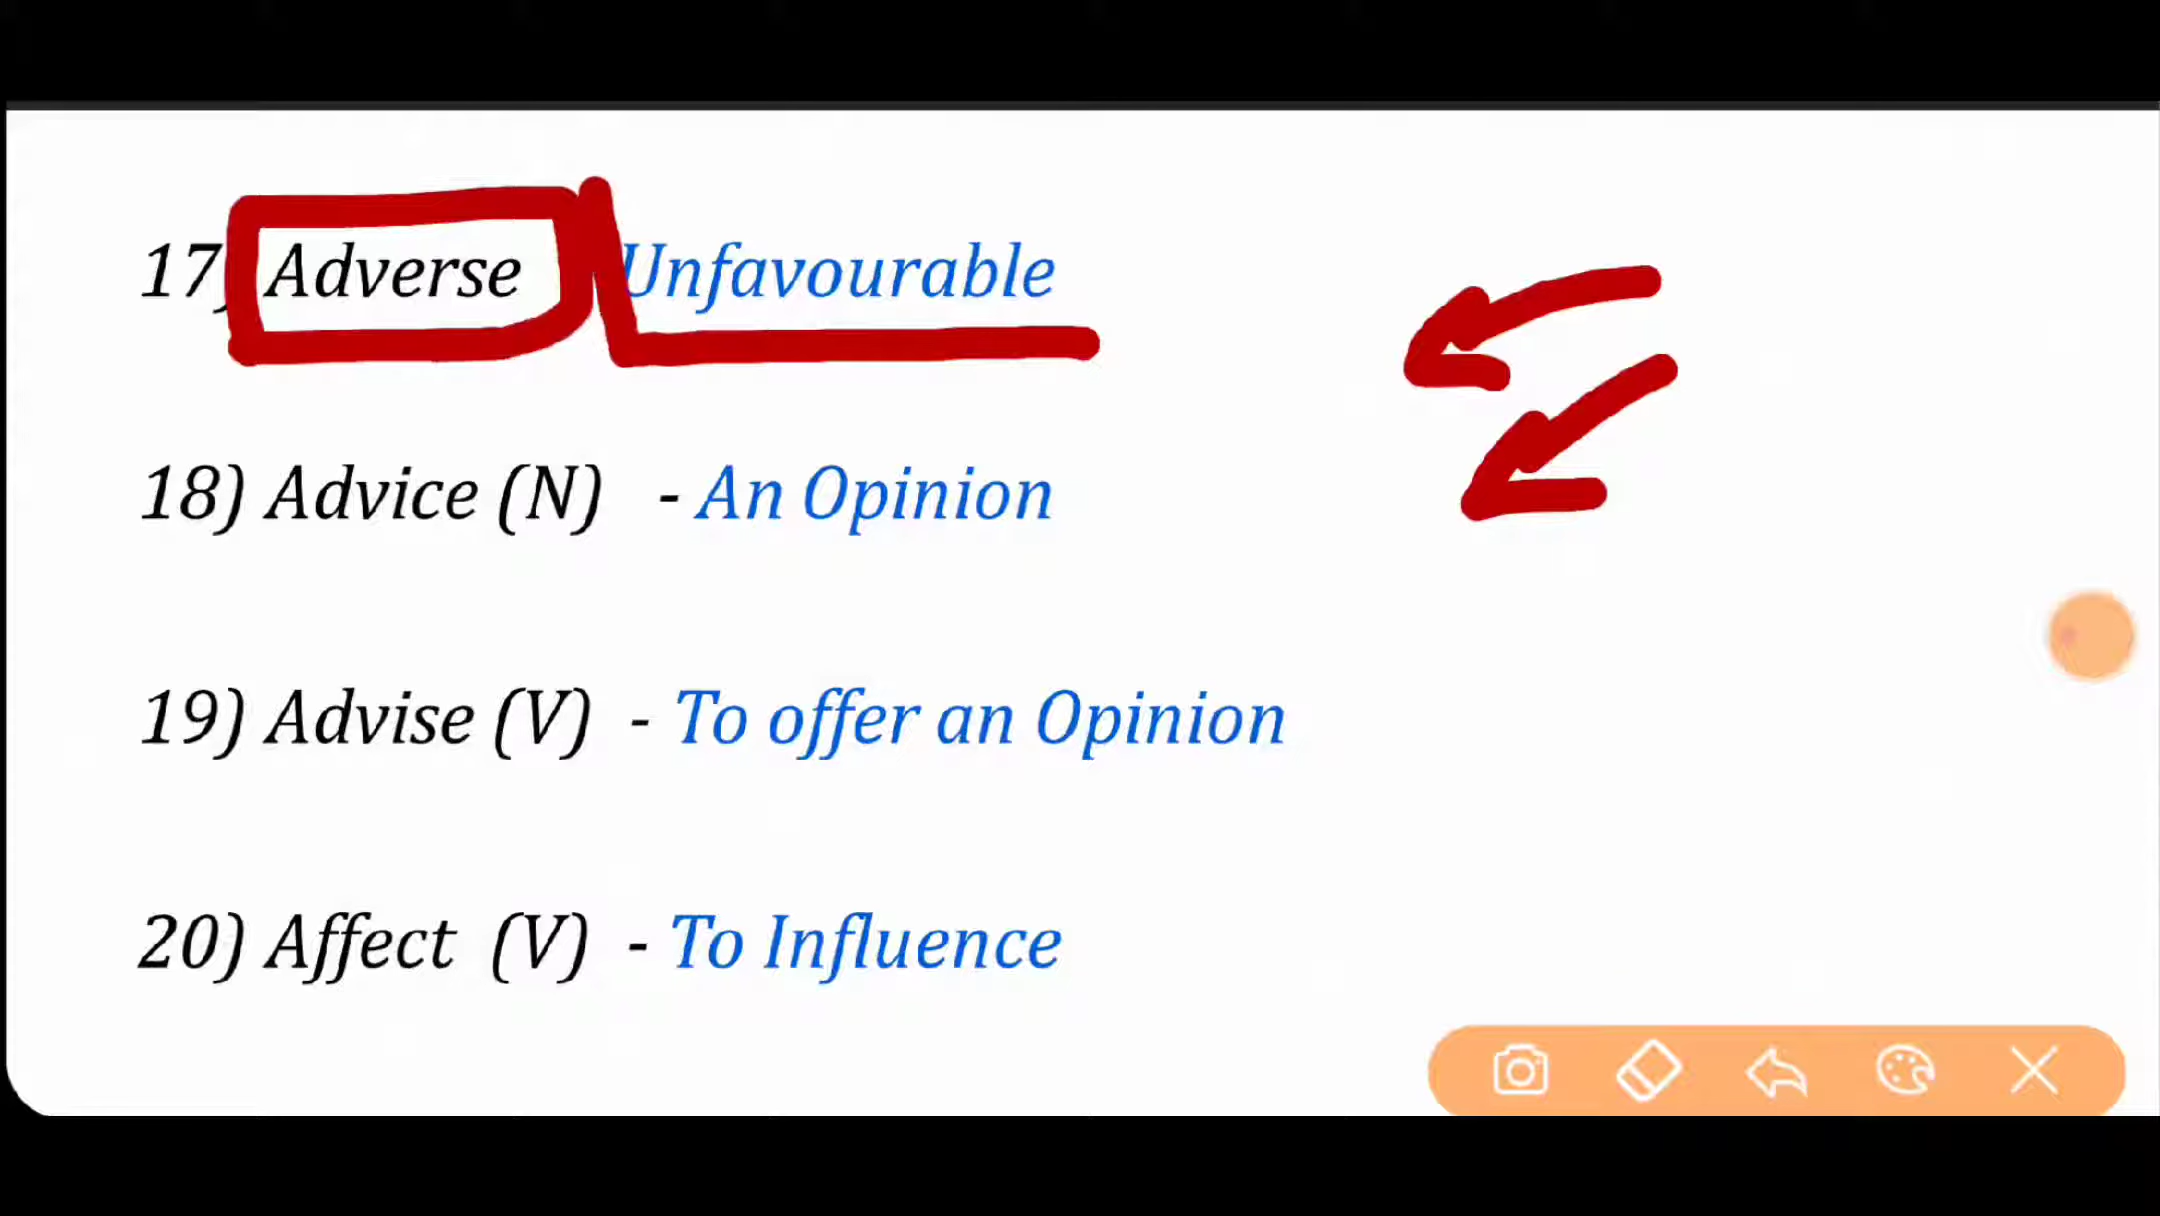 17) Adverse Unfavourable
18) Advice (N) - An Opinion
19) Advise (V) - To offer an Opinion
20) Affect (V) - To Influence